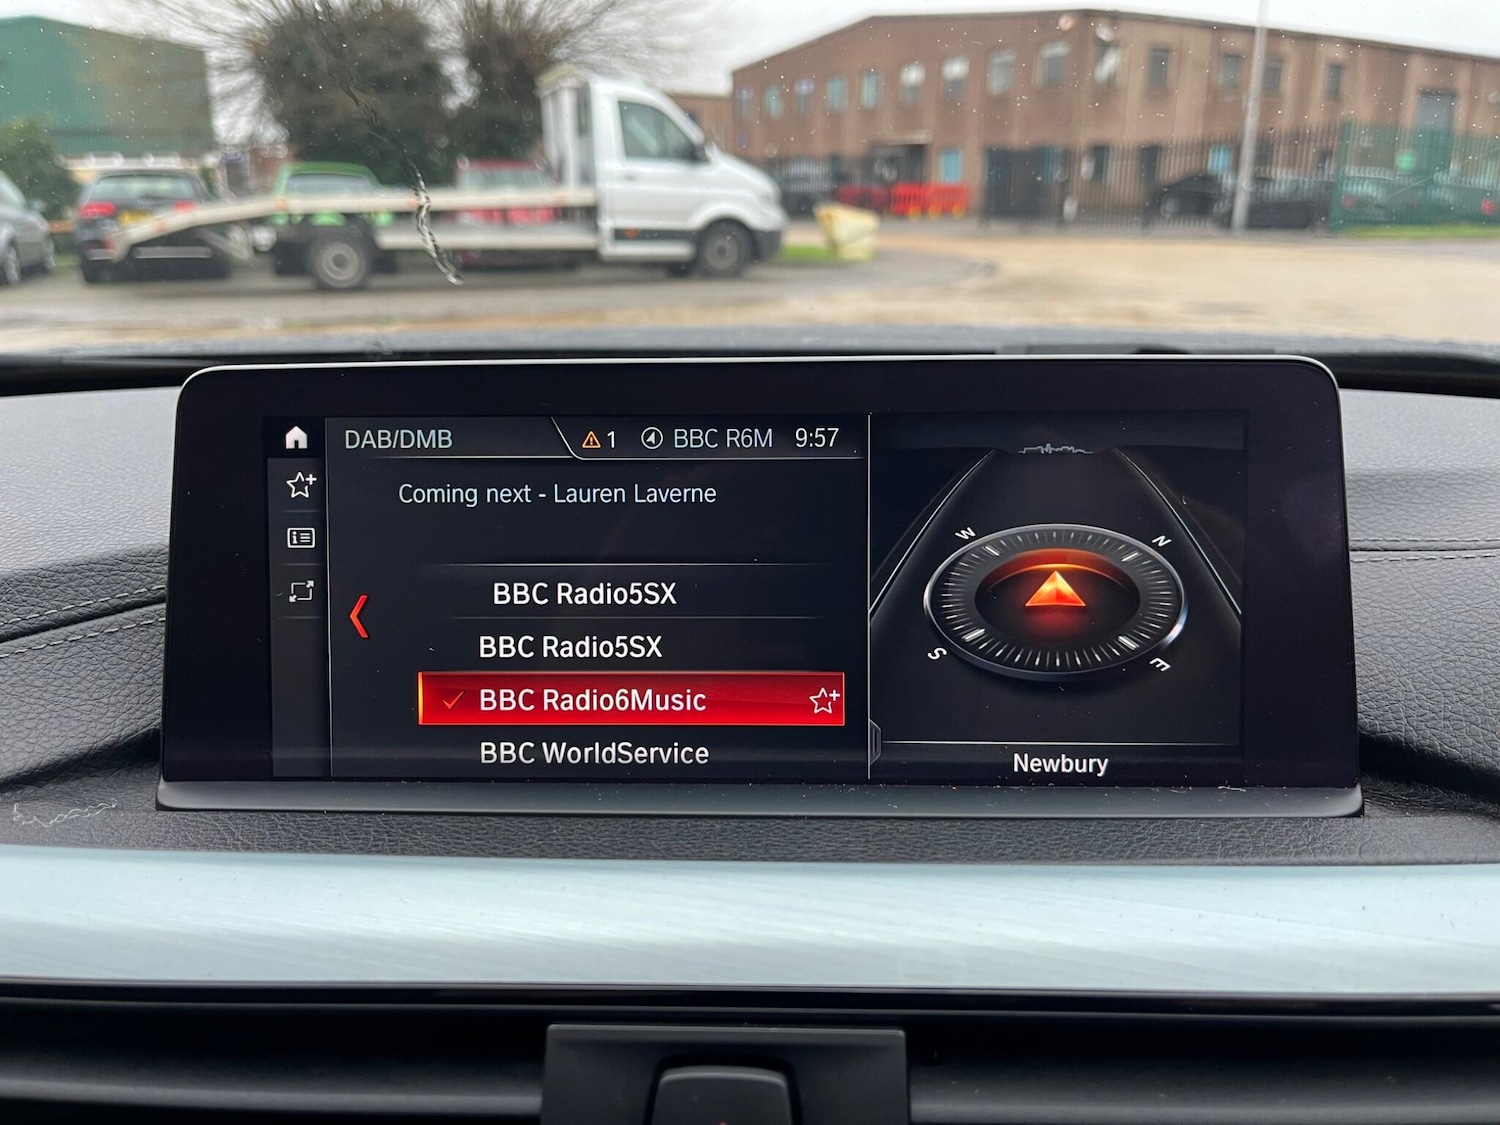 DAB/DMB
1
BBC R6M
9:57
Coming next - Lauren Laverne
BBC Radio5SX
BBC Radio5SX
BBC Radio6Music
BBC WorldService
W
N
S
E
Newbury